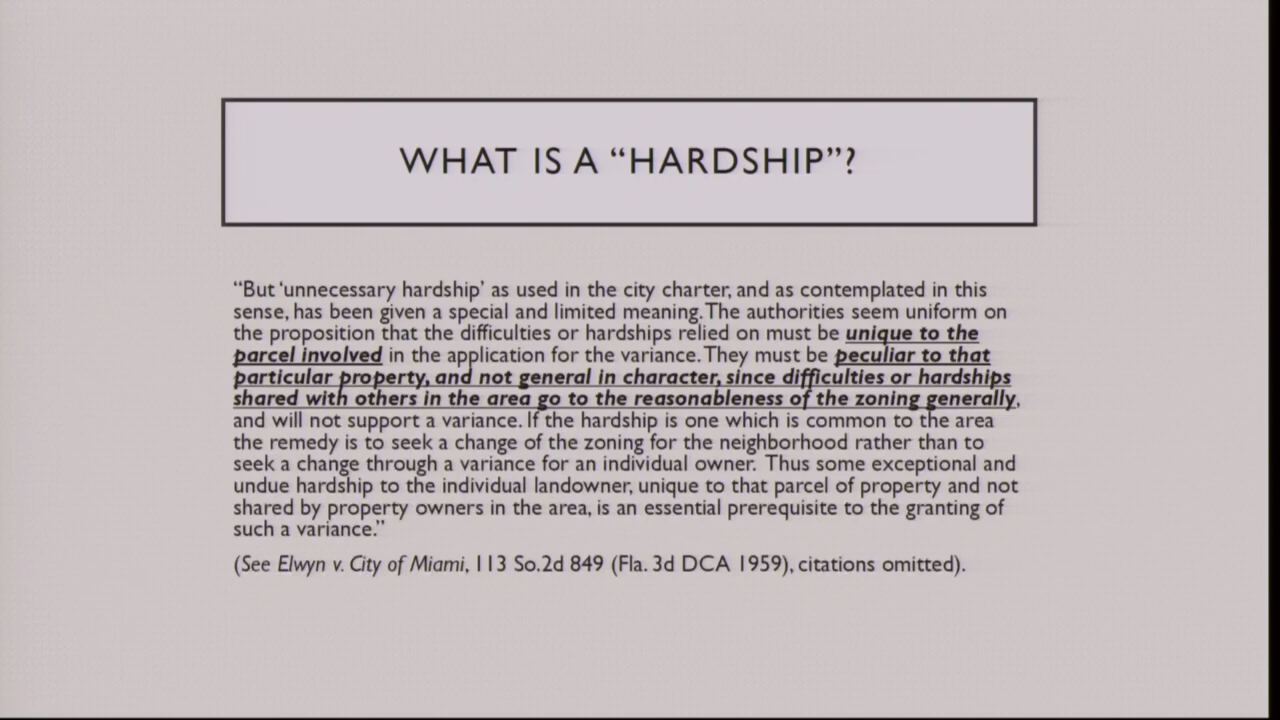 WHAT IS A “HARDSHIP”?
“But ‘unnecessary hardship’ as used in the city charter, and as contemplated in this
sense, has been given a special and limited meaning. The authorities seem uniform on
the proposition that the difficulties or hardships relied on must be unique to the
parcel involved in the application for the variance. They must be peculiar to that
particular property, and not general in character, since difficulties or hardships
shared with others in the area go to the reasonableness of the zoning generally,
and will not support a variance. If the hardship is one which is common to the area
the remedy is to seek a change of the zoning for the neighborhood rather than to
seek a change through a variance for an individual owner. Thus some exceptional and
undue hardship to the individual landowner, unique to that parcel of property and not
shared by property owners in the area, is an essential prerequisite to the granting of
such a variance.”
(See Elwyn v. City of Miami, 113 So.2d 849 (Fla. 3d DCA 1959), citations omitted).